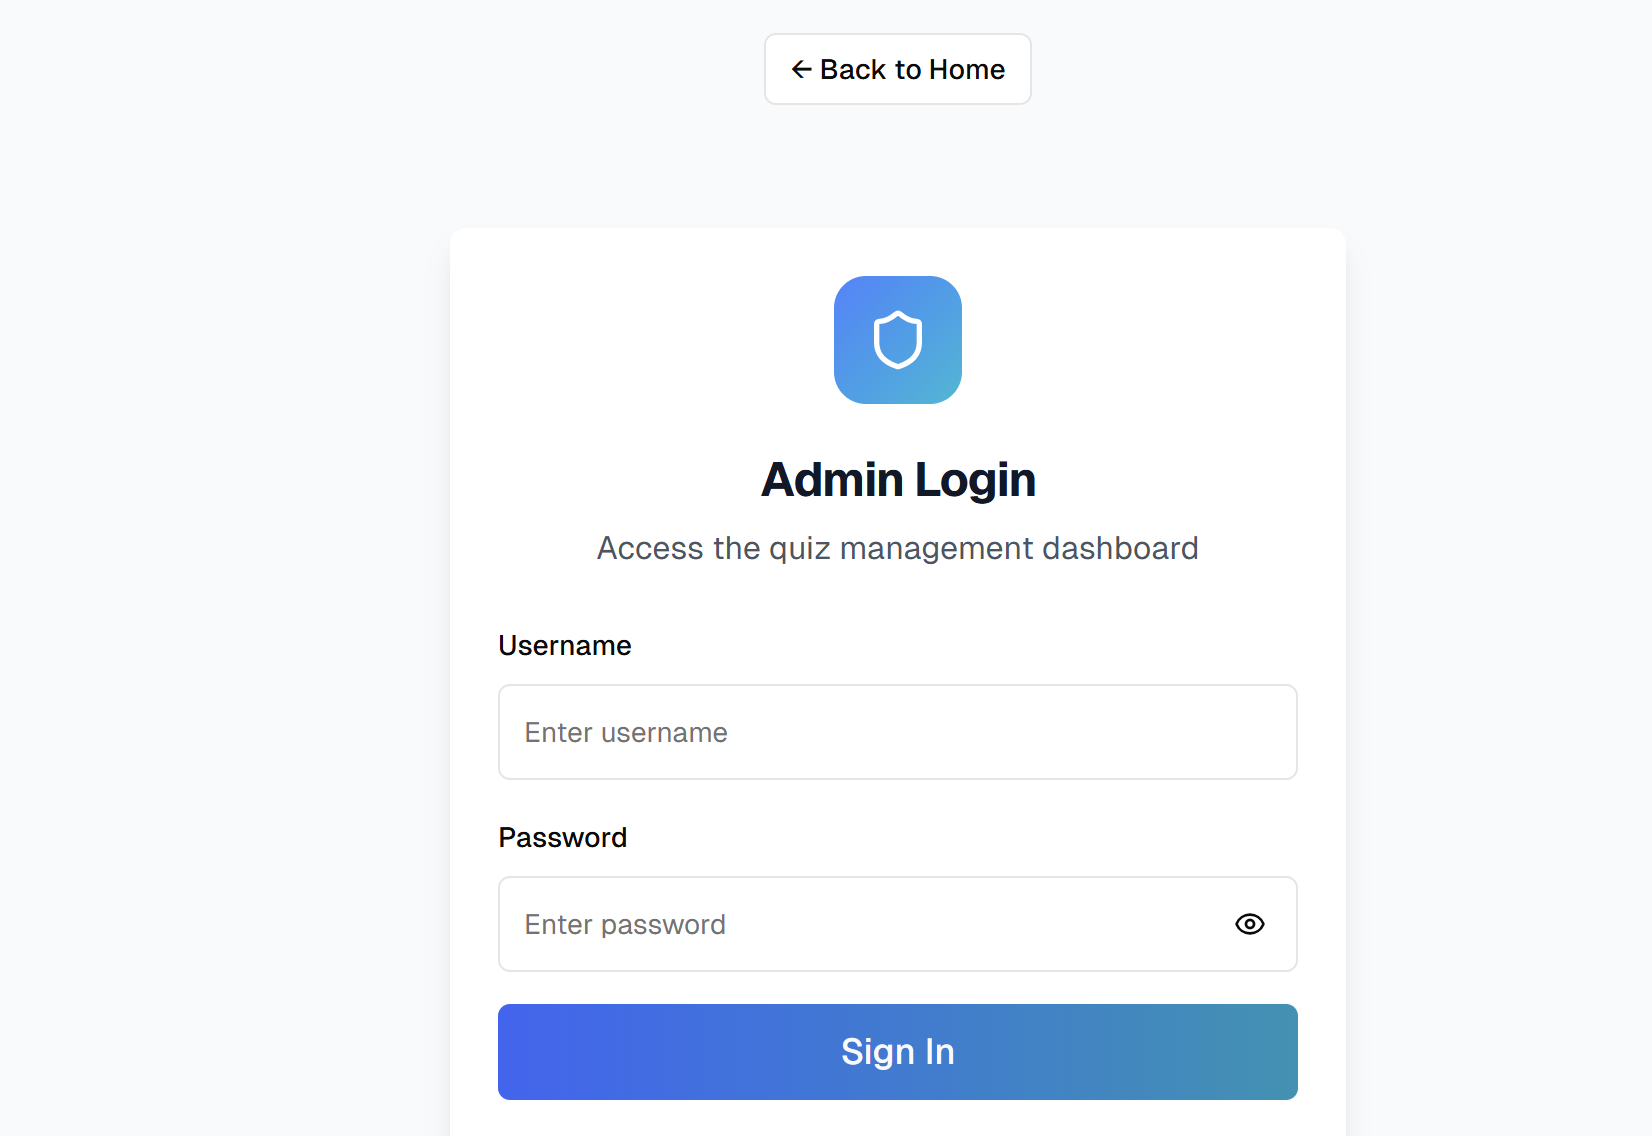 ← Back to Home
Admin Login
Access the quiz management dashboard
Username
Enter username
Password
Enter password
Sign In